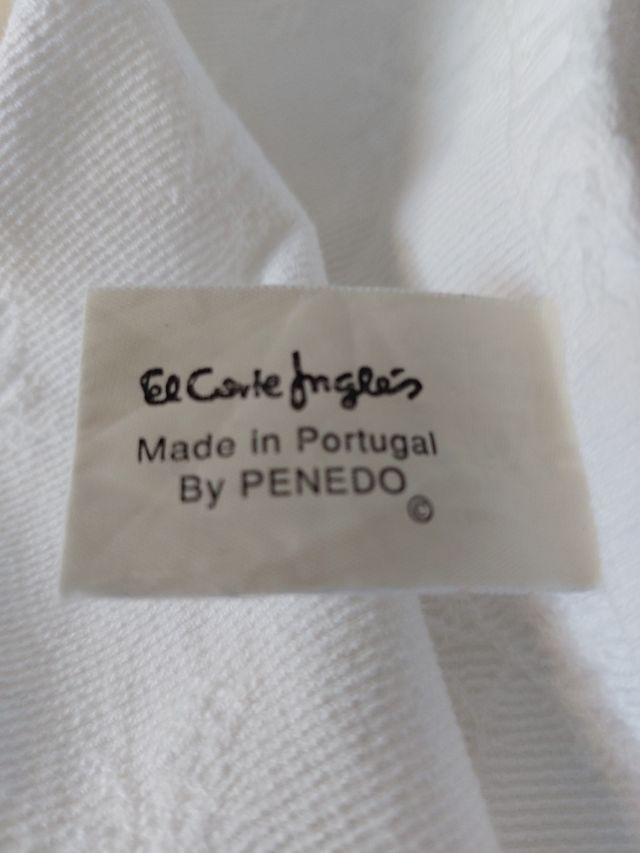 El Corte Inglés
Made in Portugal
By PENEDO
©